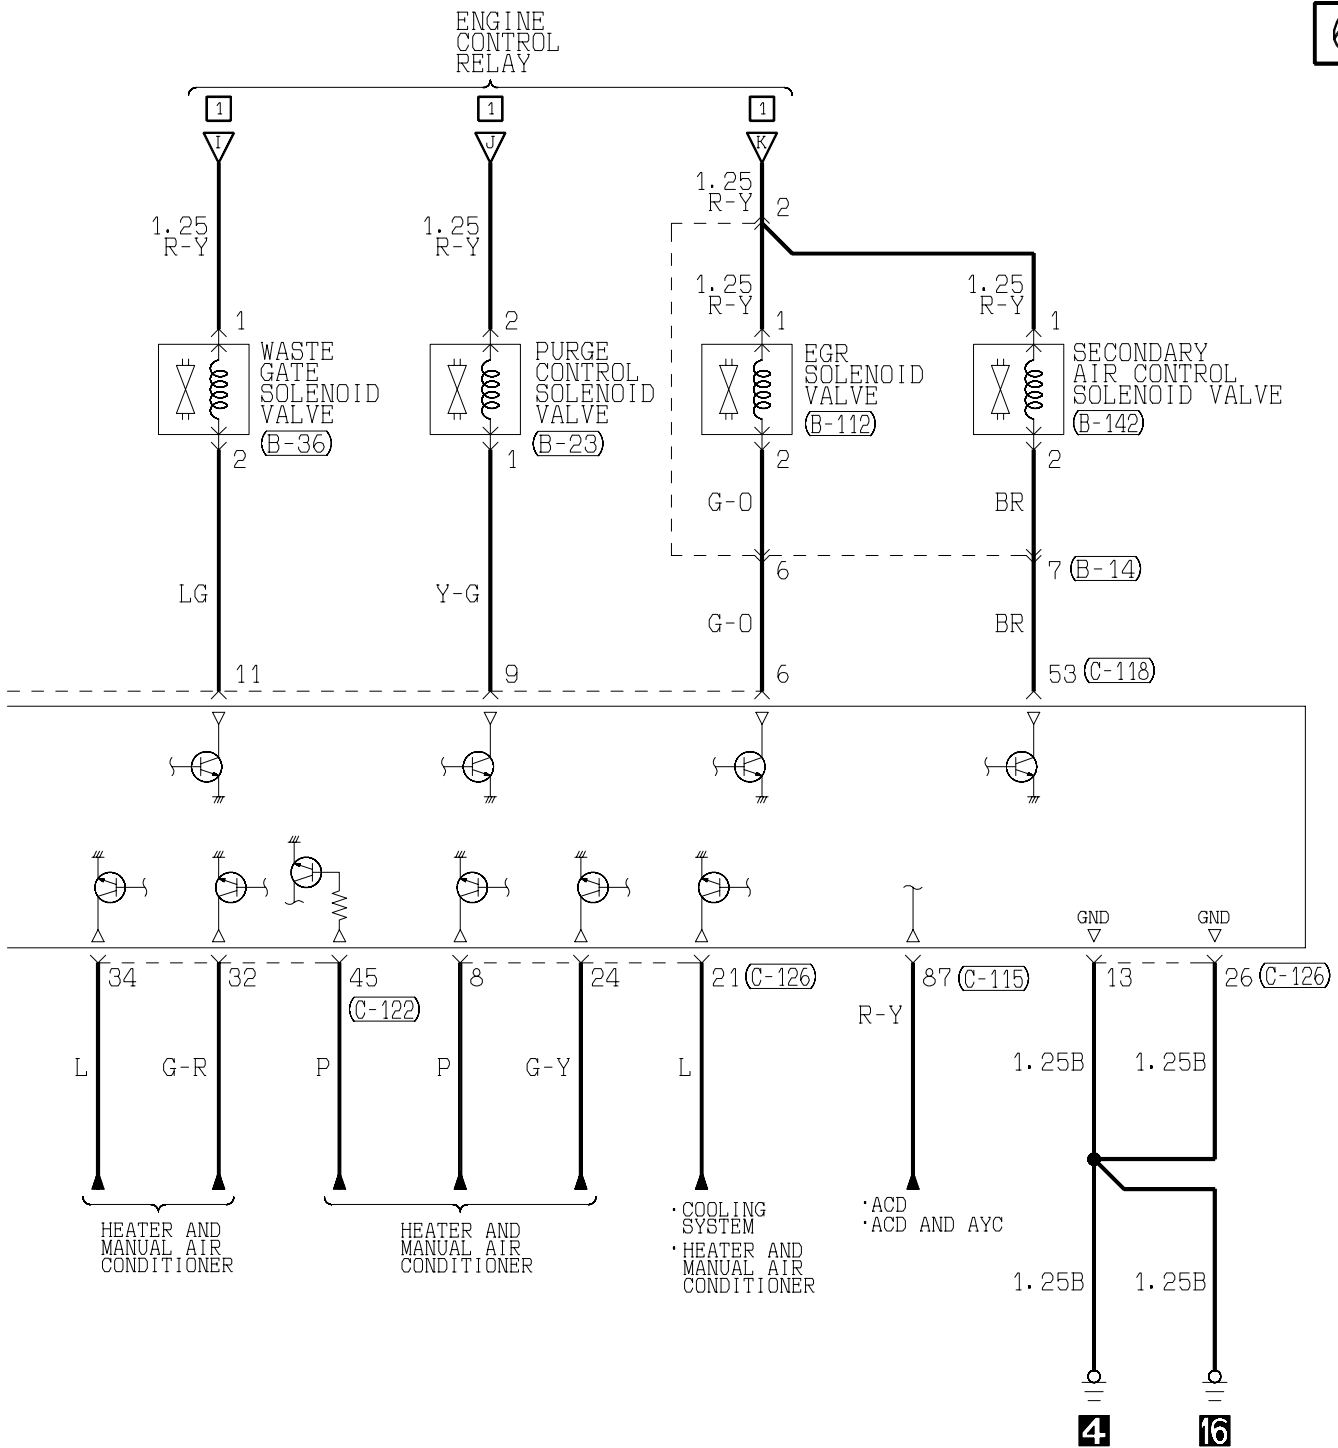 ENGINE
CONTROL
RELAY
1
1
1
I
J
K
1.25
R-Y
1.25
R-Y
1.25
R-Y
2
1.25
R-Y
1.25
R-Y
1
2
1
1
WASTE
GATE
SOLENOID
VALVE
B-36
PURGE
CONTROL
SOLENOID
VALVE
B-23
EGR
SOLENOID
VALVE
B-112
SECONDARY
AIR CONTROL
SOLENOID VALVE
B-142
2
1
2
2
G-O
BR
6
7 B-14
LG
Y-G
G-O
BR
11
9
6
53 C-118
GND
GND
34
32
45
C-122
8
24
21 C-126
87 C-115
13
26 C-126
R-Y
L
G-R
P
P
G-Y
L
1.25B
1.25B
HEATER AND
MANUAL AIR
CONDITIONER
HEATER AND
MANUAL AIR
CONDITIONER
·COOLING
SYSTEM
·HEATER AND
MANUAL AIR
CONDITIONER
·ACD
·ACD AND AYC
1.25B
1.25B
4
16